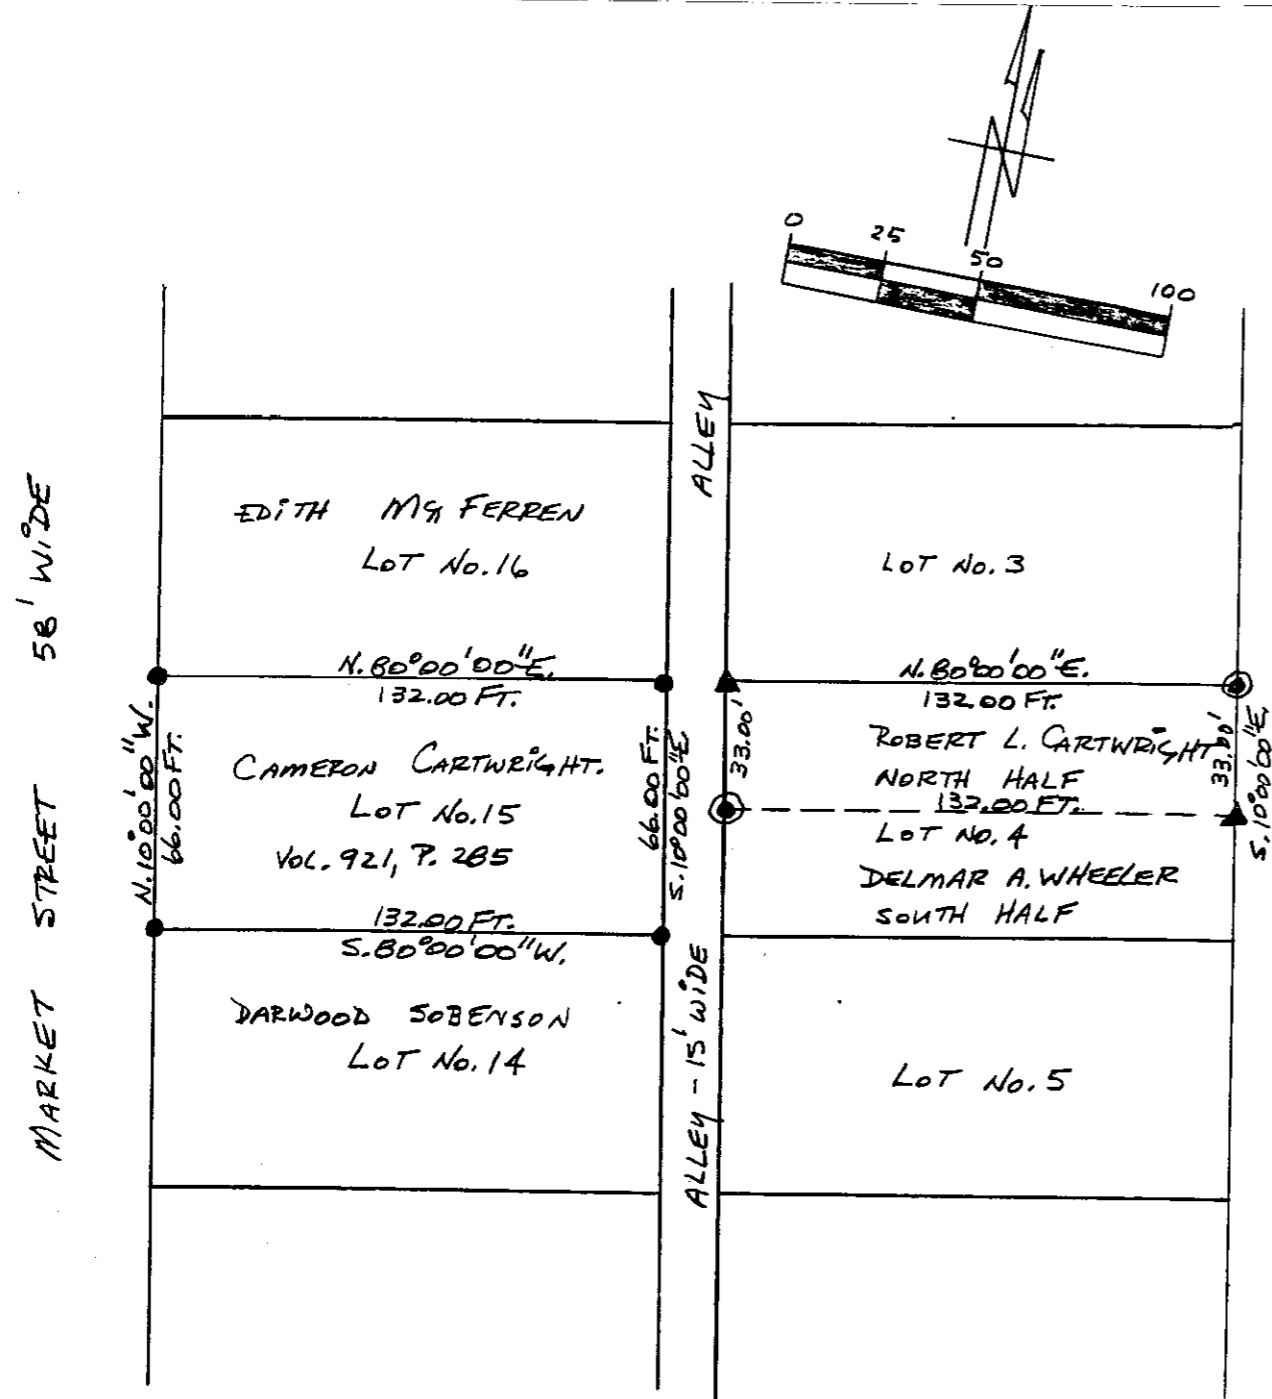 0
25
50
100
MARKET STREET 58' WIDE
ALLEY
ALLEY - 15' WIDE
EDITH
FERREN
LOT No. 16
LOT No. 3
N. 80°00'00" E.
132.00 FT.
N. 10°00'00" W.
66.00 FT.
CAMERON CARTWRIGHT.
LOT No. 15
VOL. 921, P. 285
66.00 FT.
S. 10°00'00" E.
132.00 FT.
S. 80°00'00" W.
N. 80°00'00" E.
132.00 FT.
33.00'
ROBERT L. CARTWRIGHT
NORTH HALF
132.00 FT.
33.00'
S. 10°00'00" E.
LOT No. 4
DELMAR A. WHEELER
SOUTH HALF
DARWOOD SOBENSON
LOT No. 14
LOT No. 5